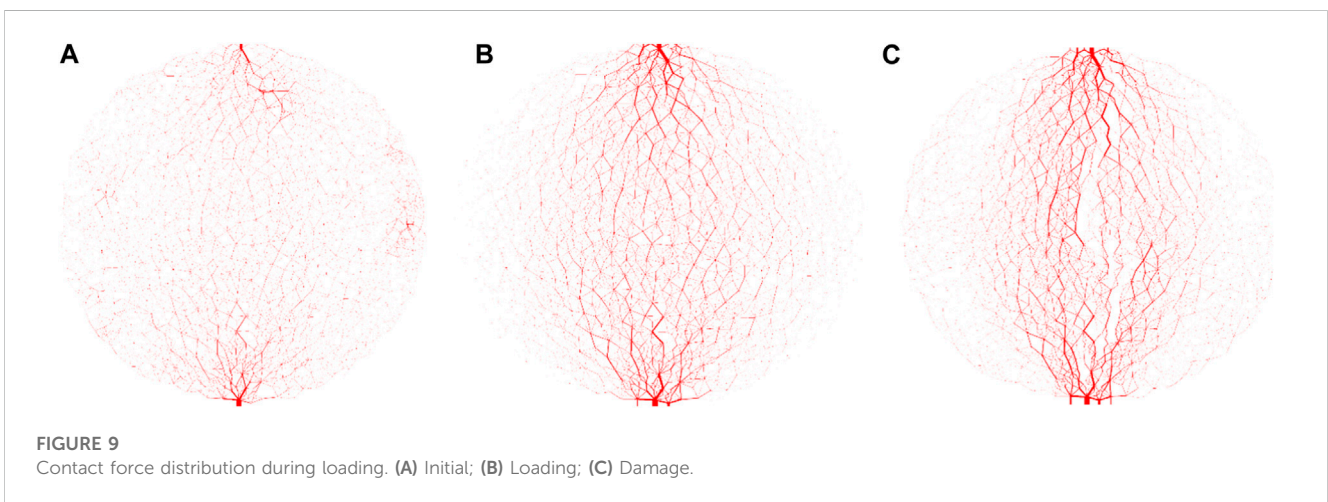 A
B
C
FIGURE 9
Contact force distribution during loading. (A) Initial; (B) Loading; (C) Damage.